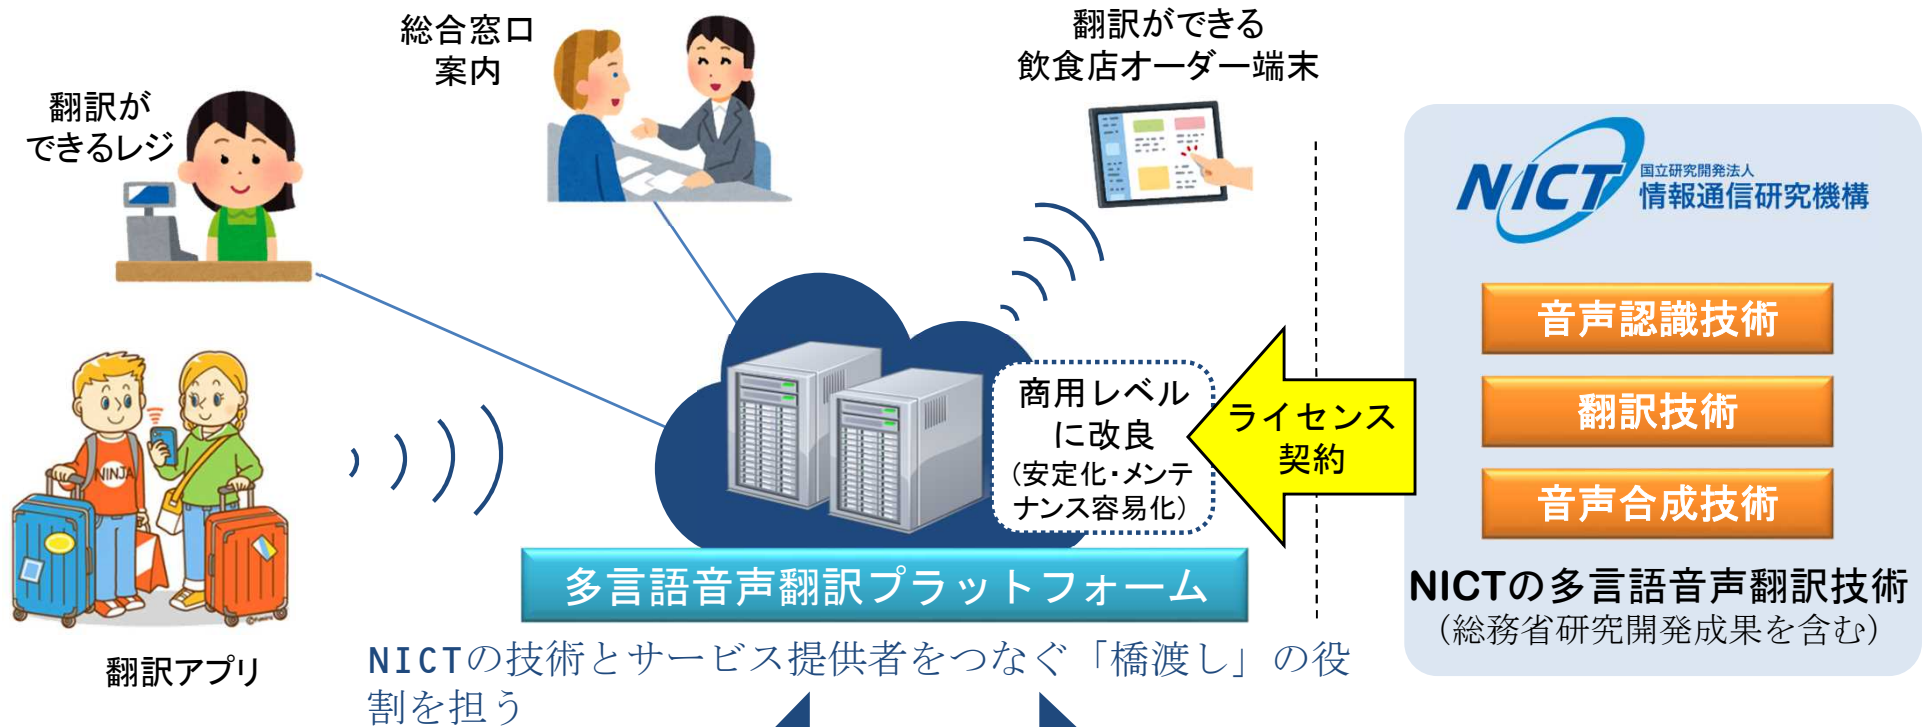 総合窓口
案内
翻訳ができる
飲食店オーダー端末
翻訳が
できるレジ
NICT
国立研究開発法人
情報通信研究機構
音声認識技術
翻訳技術
音声合成技術
商用レベル
に改良
(安定化・メンテ
ナンス容易化)
ライセンス
契約
NINJA
多言語音声翻訳プラットフォーム
NICTの多言語音声翻訳技術
(総務省研究開発成果を含む)
翻訳アプリ
NICTの技術とサービス提供者をつなぐ「橋渡し」の役
割を担う